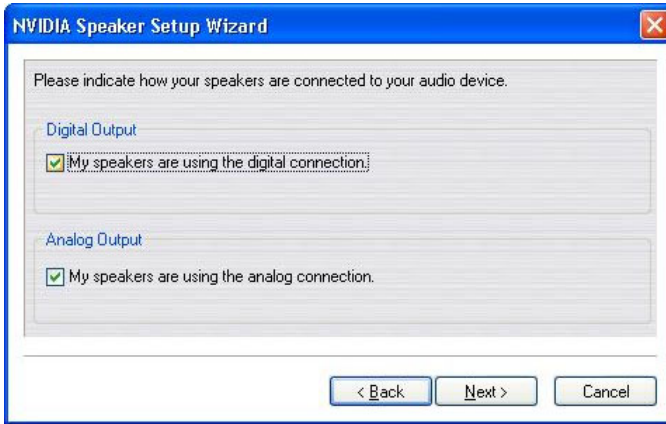 NVIDIA Speaker Setup Wizard
Please indicate how your speakers are connected to your audio device.
Digital Output
My speakers are using the digital connection.
Analog Output
My speakers are using the analog connection.
< Back
Next >
Cancel